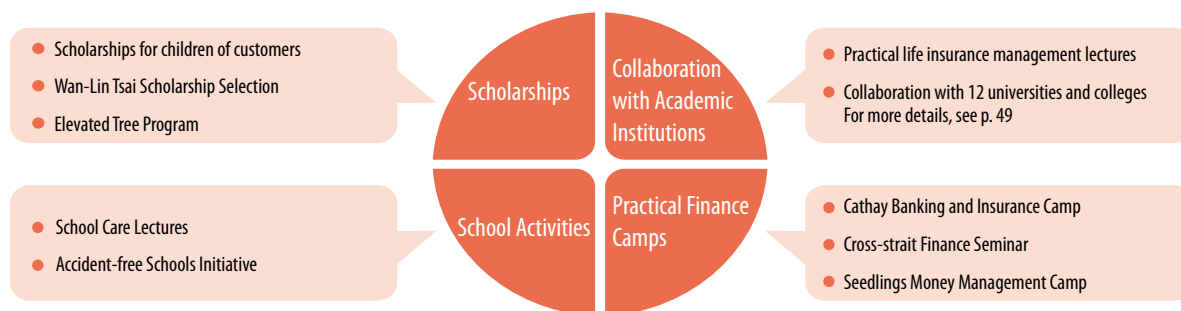 Scholarships for children of customers
Wan-Lin Tsai Scholarship Selection
Elevated Tree Program
Scholarships
Collaboration
with Academic
Institutions
Practical life insurance management lectures
Collaboration with 12 universities and colleges
For more details, see p. 49
School Care Lectures
Accident-free Schools Initiative
School Activities
Practical Finance
Camps
Cathay Banking and Insurance Camp
Cross-strait Finance Seminar
Seedlings Money Management Camp